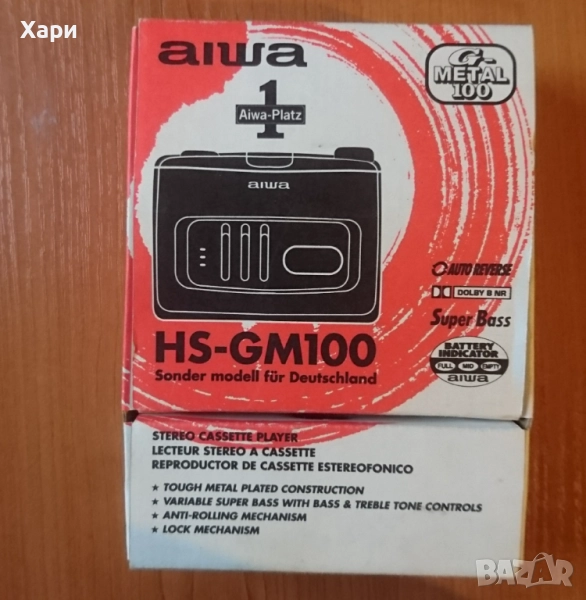 Хари
aiwa
G-
METAL
100
1
Aiwa-Platz
aiwa
AUTO REVERSE
DOLBY B NR
Super Bass
BATTERY
INDICATOR
FULL MID EMPTY
aiwa
HS-GM100
Sonder modell für Deutschland
STEREO CASSETTE PLAYER
LECTEUR STEREO A CASSETTE
REPRODUCTOR DE CASSETTE ESTEREOFONICO
★ TOUGH METAL PLATED CONSTRUCTION
★ VARIABLE SUPER BASS WITH BASS & TREBLE TONE CONTROLS
★ ANTI-ROLLING MECHANISM
★ LOCK MECHANISM
BAZAR